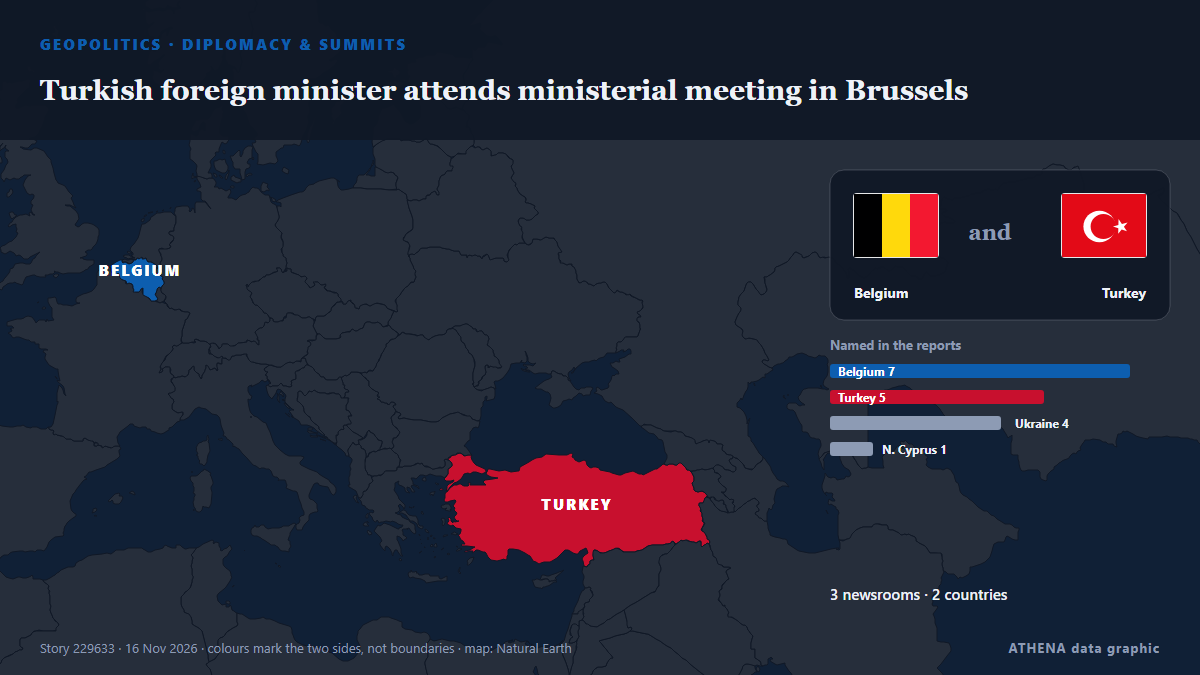 GEOPOLITICS · DIPLOMACY & SUMMITS
Turkish foreign minister attends ministerial meeting in Brussels
BELGIUM
TURKEY
and
Belgium
Turkey
Named in the reports
Belgium 7
Turkey 5
Ukraine 4
N. Cyprus 1
3 newsrooms · 2 countries
Story 229633 · 16 Nov 2026 · colours mark the two sides, not boundaries · map: Natural Earth
ATHENA data graphic